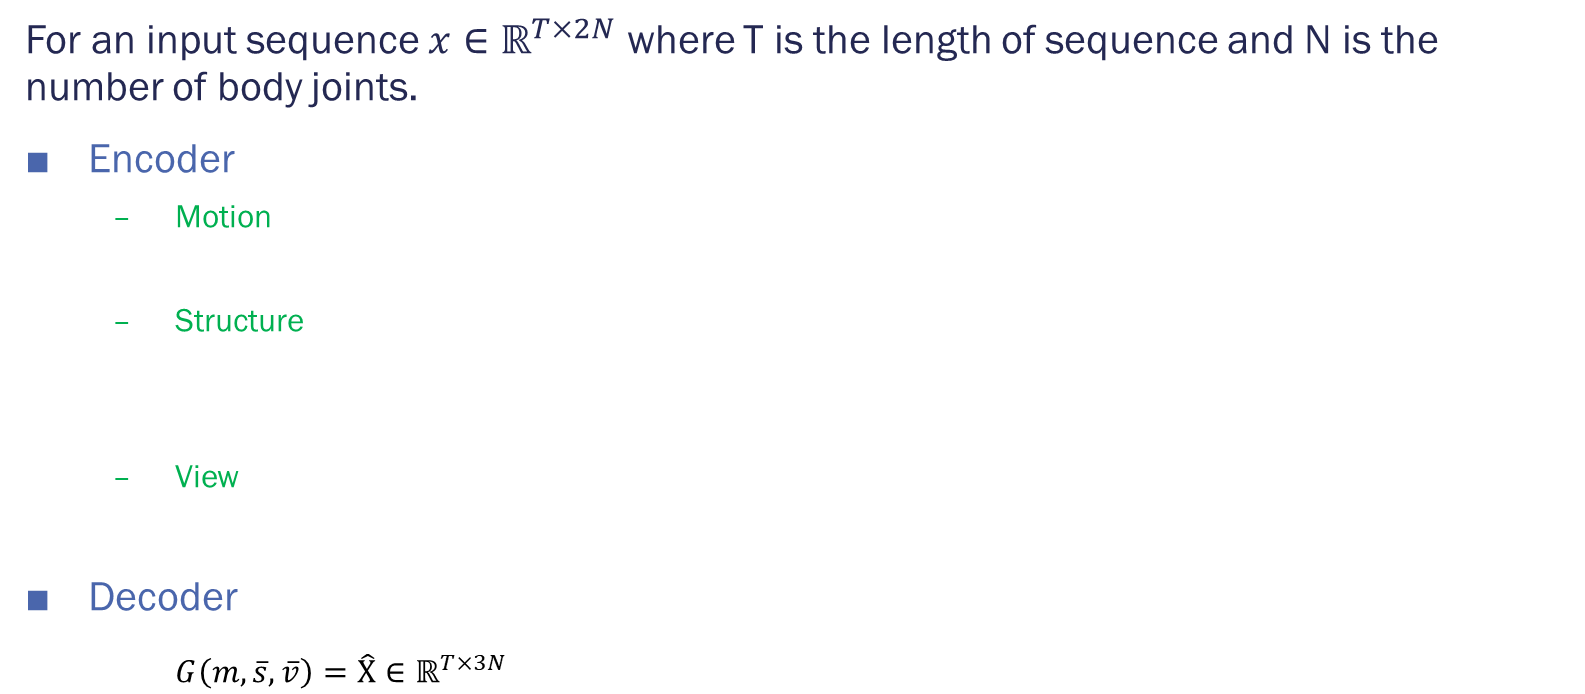 For an input sequence 𝑥 ∈ ℝ^{𝑇×2𝑁} where T is the length of sequence and N is the
number of body joints.
■ Encoder
– Motion
– Structure
– View
■ Decoder
𝐺(𝑚, s̄, v̄) = X̂ ∈ ℝ^{𝑇×3𝑁}